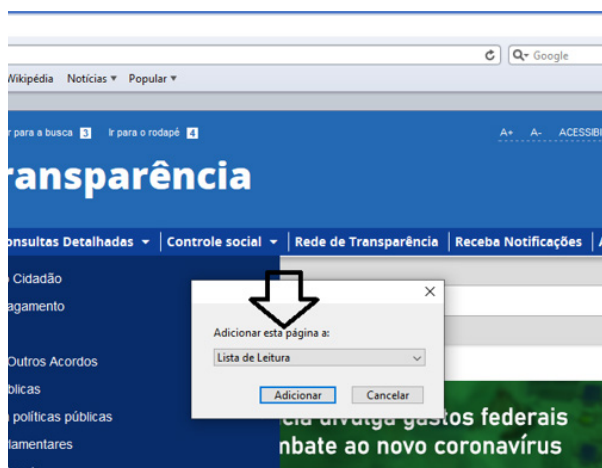 Google
Wikipédia Notícias ▾ Popular ▾
r para a busca 3 Ir para o rodapé 4 A+ A- ACESSIBI
ransparência
onsultas Detalhadas Controle social Rede de Transparência Receba Notificações A
o Cidadão
agamento
Adicionar esta página a:
Lista de Leitura
Outros Acordos
Adicionar Cancelar
blicas
políticas públicas
cia divulga gastos federais
lamentares
mbate ao novo coronavírus